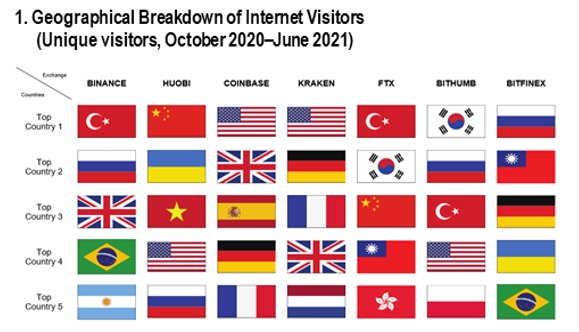 1. Geographical Breakdown of Internet Visitors
(Unique visitors, October 2020–June 2021)
Exchange
Countries
BINANCE HUOBI COINBASE KRAKEN FTX BITHUMB BITFINEX
Top
Country 1
Top
Country 2
Top
Country 3
Top
Country 4
Top
Country 5